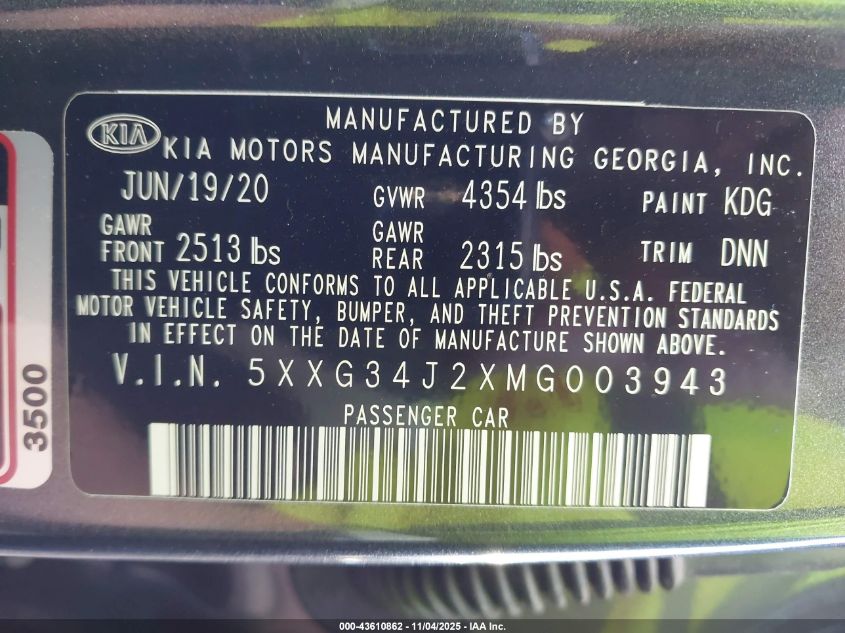 MANUFACTURED BY
KIA KIA MOTORS MANUFACTURING GEORGIA, INC.
JUN/19/20 GVWR 4354 lbs PAINT KDG
GAWR FRONT 2513 lbs GAWR REAR 2315 lbs TRIM DNN
THIS VEHICLE CONFORMS TO ALL APPLICABLE U.S.A. FEDERAL
MOTOR VEHICLE SAFETY, BUMPER, AND THEFT PREVENTION STANDARDS
IN EFFECT ON THE DATE OF MANUFACTURE SHOWN ABOVE.
V.I.N. 5XXG34J2XMG003943
PASSENGER CAR
3500
000-43610862 - 11/04/2025 - IAA Inc.